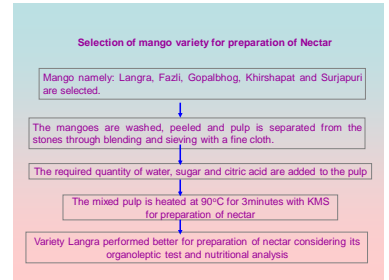 Selection of mango variety for preparation of Nectar
Mango namely: Langra, Fazli, Gopalbhog, Khirshapat and Surjapuri
are selected.
The mangoes are washed, peeled and pulp is separated from the
stones through blending and sieving with a fine cloth.
The required quantity of water, sugar and citric acid are added to the pulp
The mixed pulp is heated at 90ºC for 3minutes with KMS
for preparation of nectar
Variety Langra performed better for preparation of nectar considering its
organoleptic test and nutritional analysis